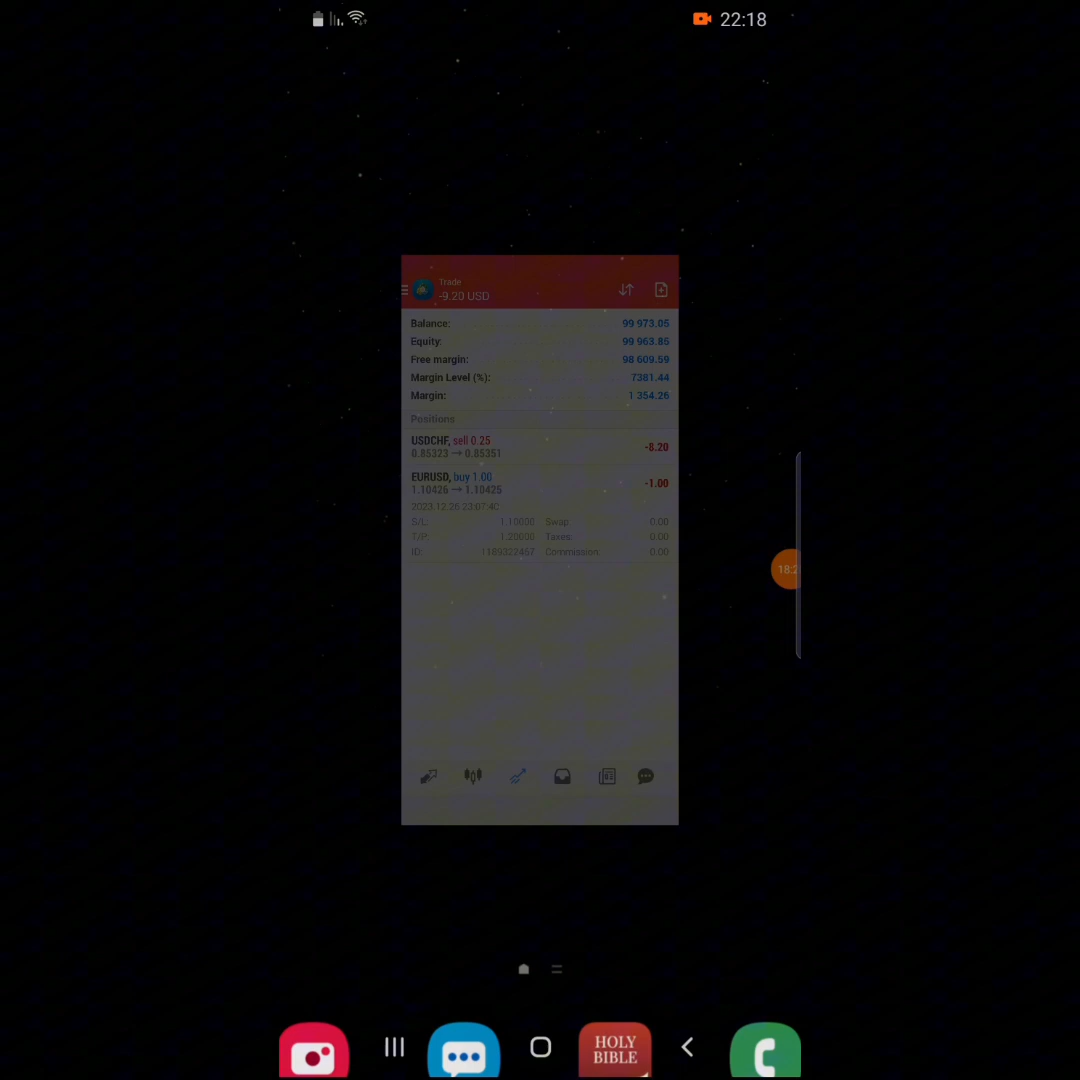 22:18
Trade
-9.20 USD
Balance: 99 973.05
Equity: 99 963.85
Free margin: 98 609.59
Margin Level (%): 7381.44
Margin: 1 354.26
Positions
USDCHF, sell 0.25 -8.20
0.85323 → 0.85351
EURUSD, buy 1.00 -1.00
1.10426 → 1.10425
2023.12.26 23:07:40
S/L: 1.10000 Swap: 0.00
T/P: 1.20000 Taxes: 0.00
ID: 1189322467 Commission: 0.00
18:2
HOLY
BIBLE